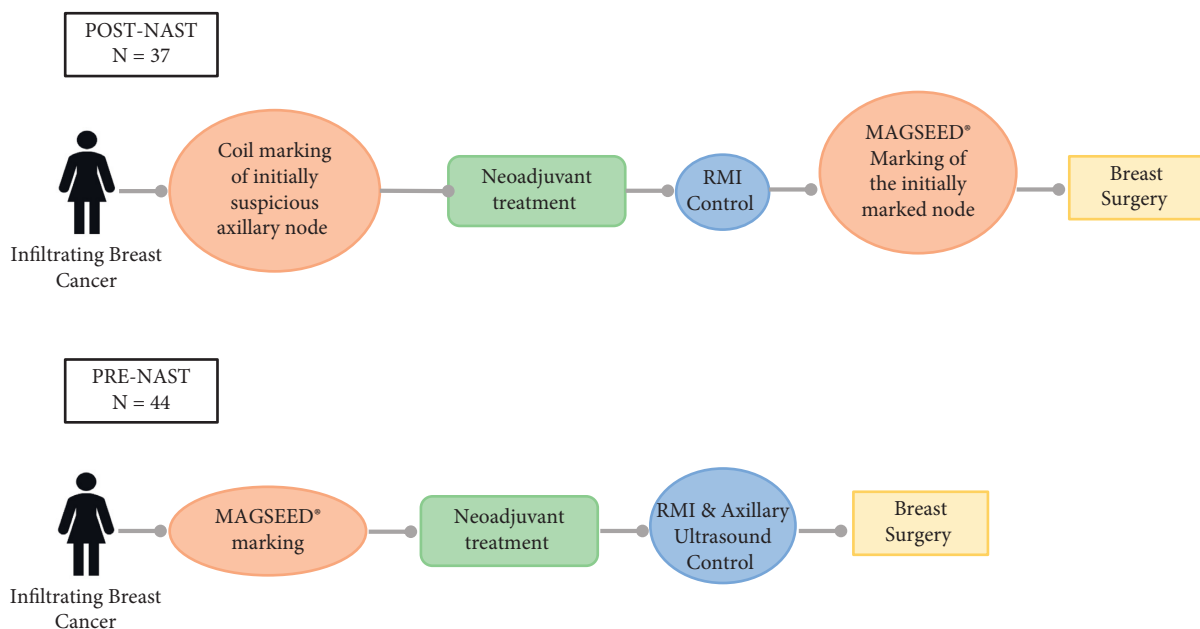 POST-NAST
N = 37
Infiltrating Breast
Cancer
Coil marking
of initially
suspicious
axillary node
Neoadjuvant
treatment
RMI
Control
MAGSEED®
Marking of
the initially
marked node
Breast
Surgery
PRE-NAST
N = 44
Infiltrating Breast
Cancer
MAGSEED®
marking
Neoadjuvant
treatment
RMI & Axillary
Ultrasound
Control
Breast
Surgery